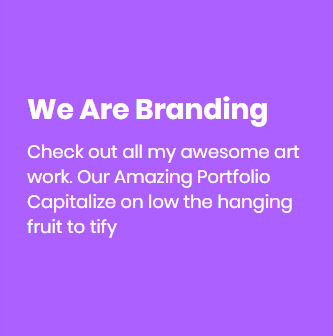 We Are Branding
Check out all my awesome art
work. Our Amazing Portfolio
Capitalize on low the hanging
fruit to tify